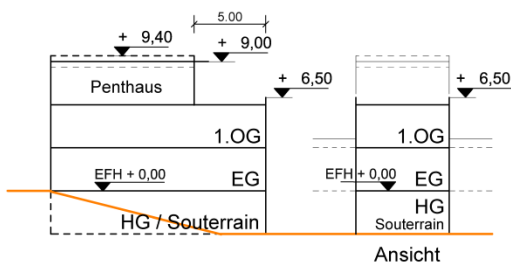 5.00
+ 9,40
+ 9,00
Penthaus
+ 6,50
+ 6,50
1.OG
1.OG
EFH + 0,00
EG
EFH + 0,00
EG
HG / Souterrain
HG
Souterrain
Ansicht